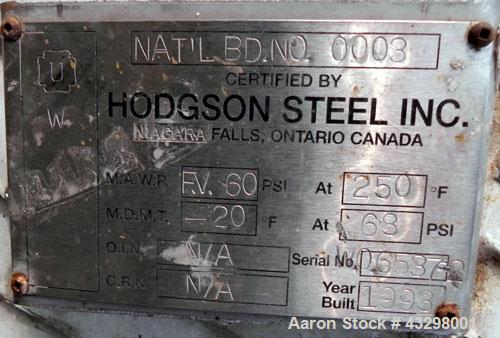 NAT'L BD.NO. 0003
U
CERTIFIED BY
W
HODGSON STEEL INC.
NIAGARA FALLS, ONTARIO CANADA
M.A.W.P. F.V. 60 PSI At 250 °F
M.D.M.T. -20 °F At 68 PSI
O.I.N. N/A Serial No.
C.R.N. N/A Year Built 1993
Aaron Stock #